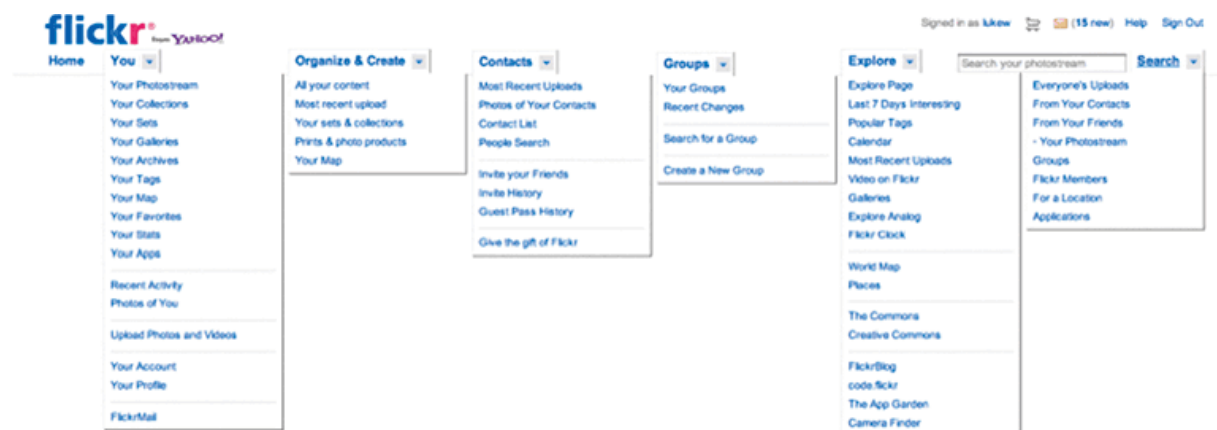 flickr from YAHOO!
Signed in as lukew (15 new) Help Sign Out
Home
You
Your Photostream
Your Collections
Your Sets
Your Galleries
Your Archives
Your Tags
Your Map
Your Favorites
Your Stats
Your Apps
Recent Activity
Photos of You
Upload Photos and Videos
Your Account
Your Profile
FlickrMail
Organize & Create
All your content
Most recent upload
Your sets & collections
Prints & photo products
Your Map
Contacts
Most Recent Uploads
Photos of Your Contacts
Contact List
People Search
Invite your Friends
Invite History
Guest Pass History
Give the gift of Flickr
Groups
Your Groups
Recent Changes
Search for a Group
Create a New Group
Explore
Explore Page
Last 7 Days Interesting
Popular Tags
Calendar
Most Recent Uploads
Video on Flickr
Galleries
Explore Analog
Flickr Clock
World Map
Places
The Commons
Creative Commons
FlickrBlog
code.flickr
The App Garden
Camera Finder
Search your photostream
Search
Everyone's Uploads
From Your Contacts
From Your Friends
- Your Photostream
Groups
Flickr Members
For a Location
Applications